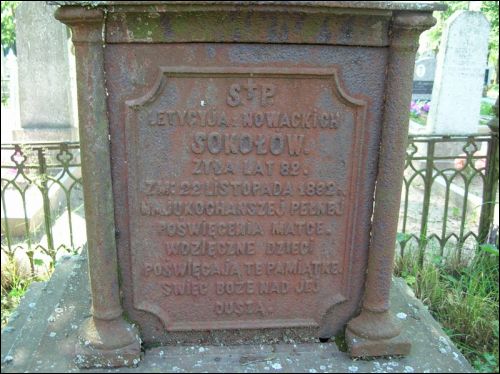 Ś†P.
LETYCYJA Z NOWACKICH
SOKOŁOW.
ŻYŁA LAT 82.
ZM: 22 LISTOPADA 1882 r.
NAJUKOCHAŃSZEJ PEŁNEJ
POŚWIĘCENIA MATCE.
WDZIĘCZNE DZIECI
POŚWIĘCAJĄ TĘ PAMIĄTKĘ.
ŚWIEĆ BOŻE NAD JEJ
DUSZĄ.